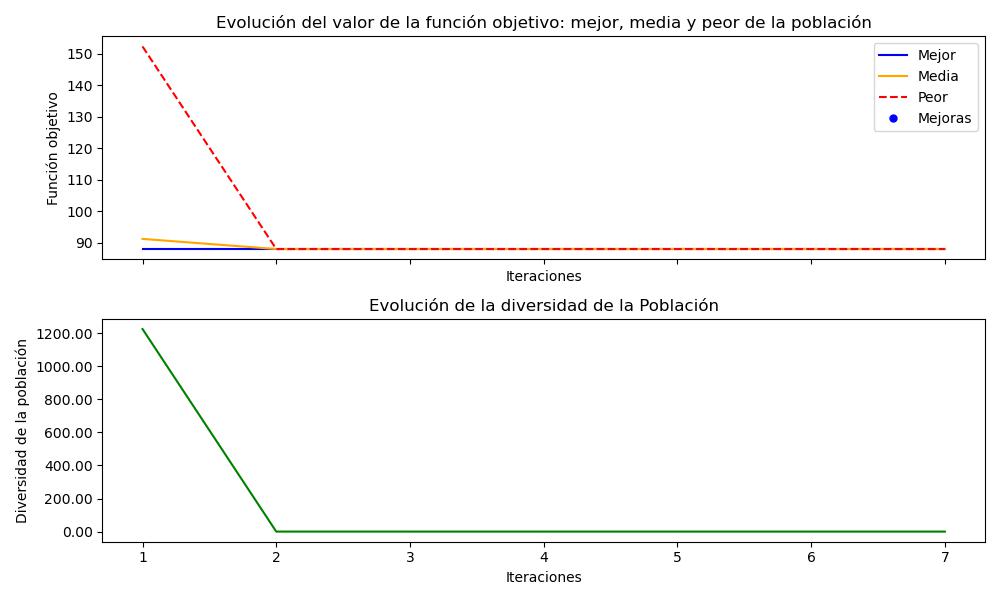 Evolución del valor de la función objetivo: mejor, media y peor de la población
Función objetivo
150
140
130
120
110
100
90
Mejor
Media
Peor
Mejoras
Iteraciones
Evolución de la diversidad de la Población
Diversidad de la población
1200.00
1000.00
800.00
600.00
400.00
200.00
0.00
1 2 3 4 5 6 7
Iteraciones